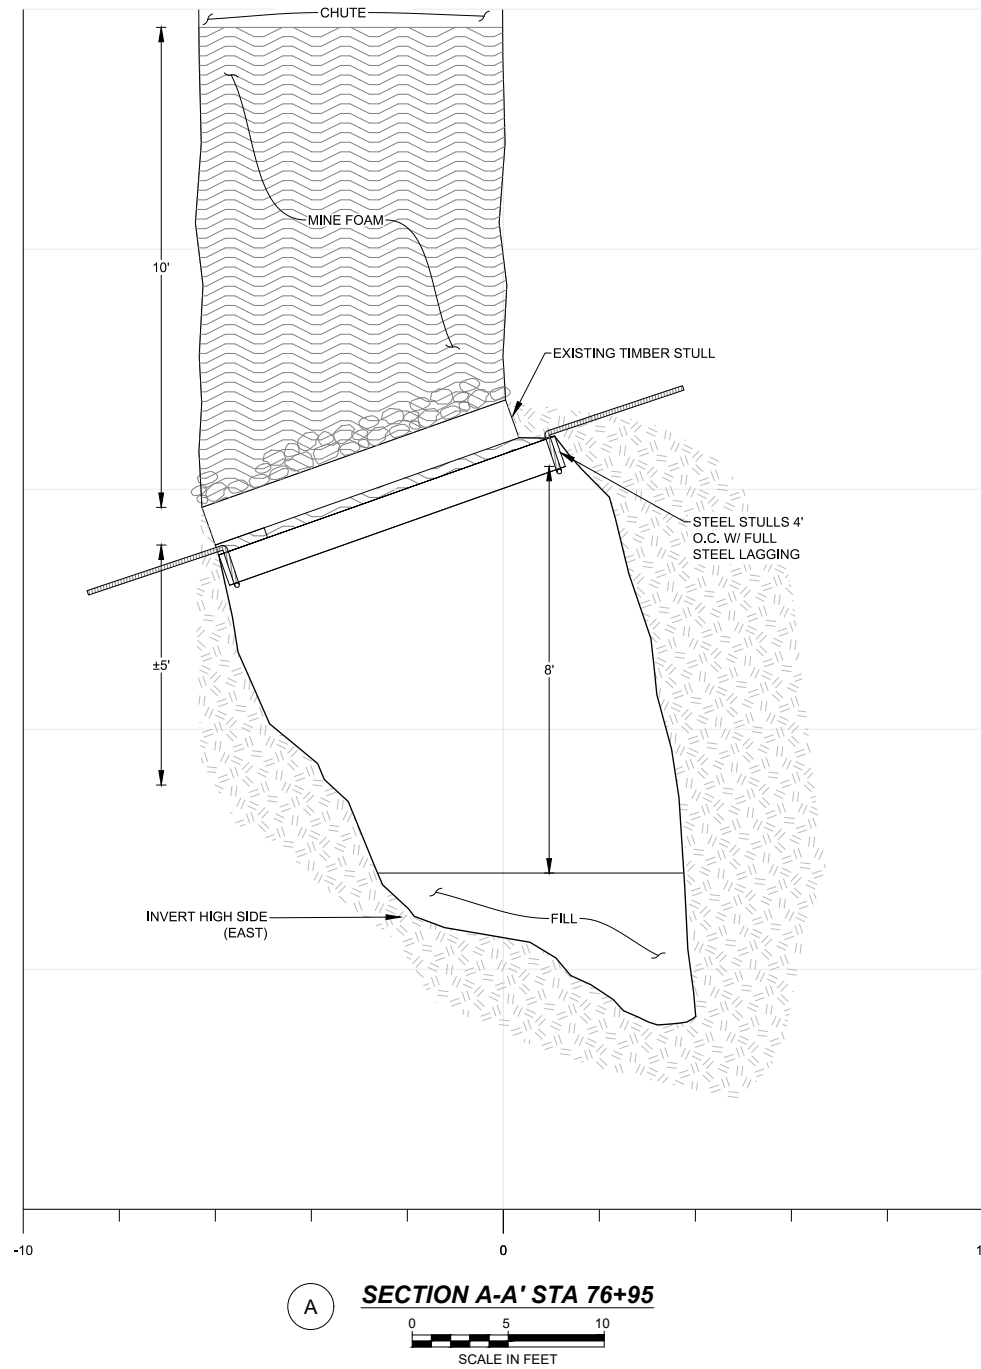 CHUTE
MINE FOAM
10'
EXISTING TIMBER STULL
STEEL STULLS 4'
O.C. W/ FULL
STEEL LAGGING
±5'
8'
INVERT HIGH SIDE
(EAST)
FILL
-10 0 1
A SECTION A-A' STA 76+95
0 5 10
SCALE IN FEET